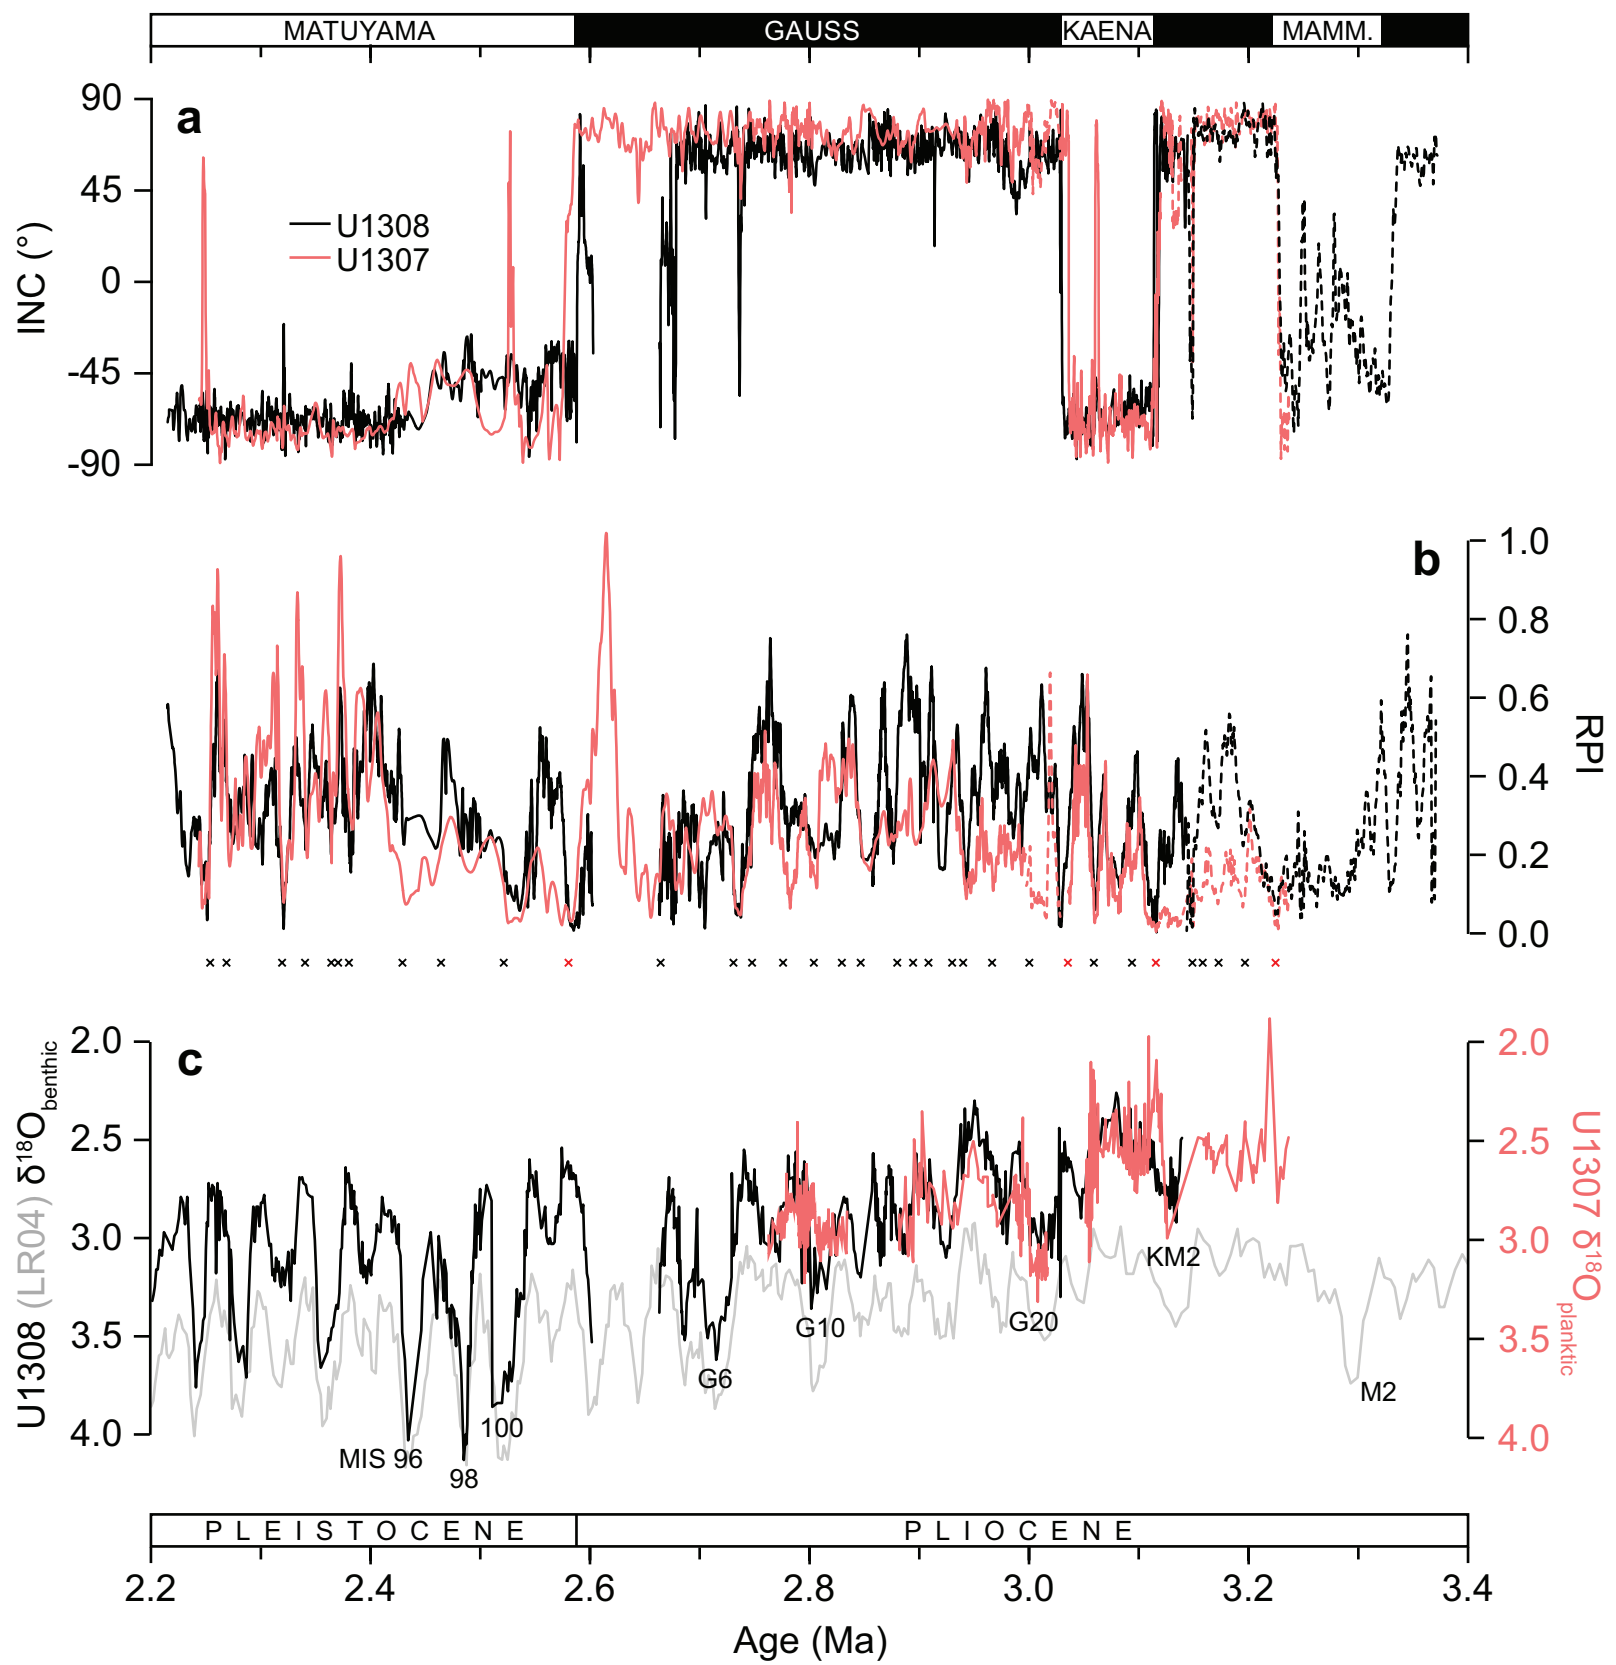 MATUYAMA GAUSS KAENA MAMM.
a
90
45
0
-45
-90
INC (°)
U1308
U1307
b
1.0
0.8
0.6
0.4
0.2
0.0
RPI
c
2.0
2.5
3.0
3.5
4.0
U1308 (LR04) δ18Obenthic
2.0
2.5
3.0
3.5
4.0
U1307 δ18Oplanktic
KM2
G10
G20
G6
M2
100
MIS 96
98
PLEISTOCENE PLIOCENE
2.2 2.4 2.6 2.8 3.0 3.2 3.4
Age (Ma)